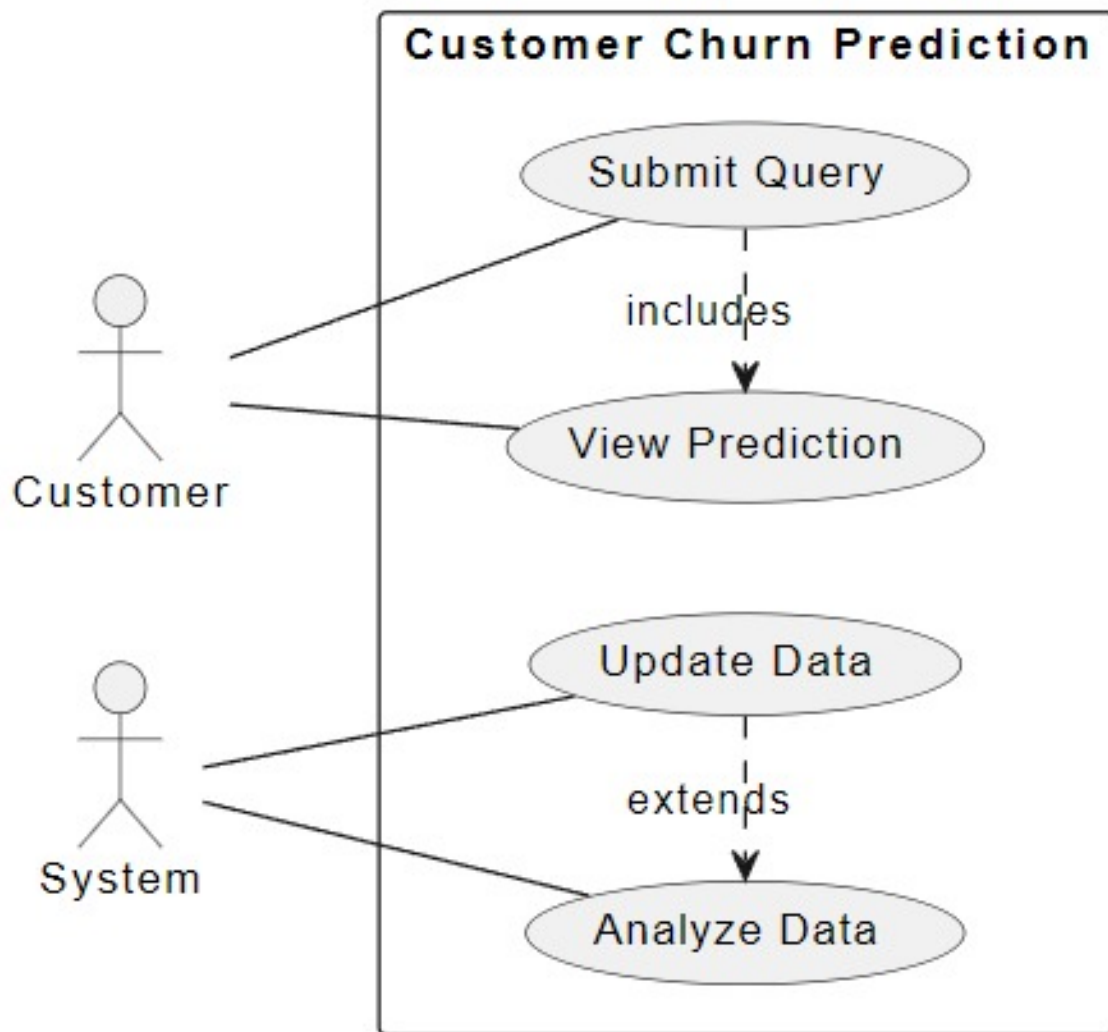 Customer Churn Prediction
Submit Query
includes
View Prediction
Customer
Update Data
extends
System
Analyze Data